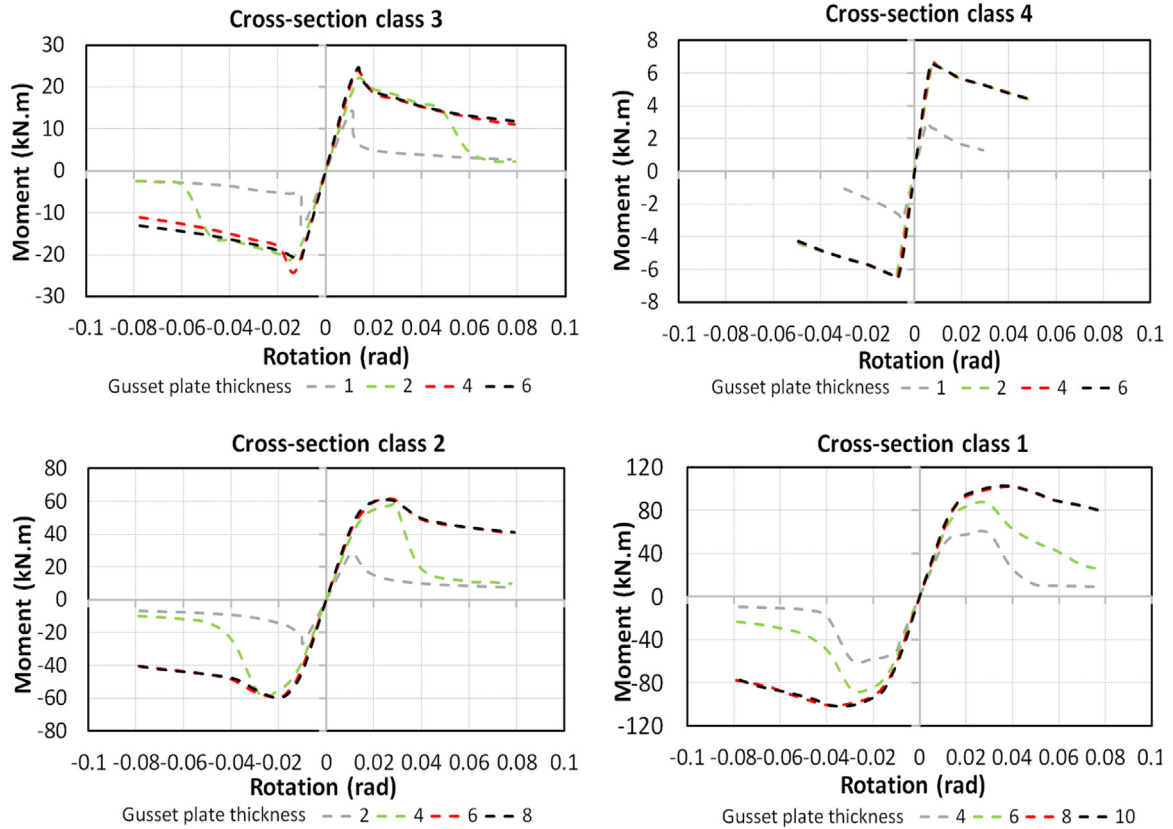 Cross-section class 3
30
20
10
0
-10
-20
-30
Moment (kN.m)
-0.1 -0.08 -0.06 -0.04 -0.02 0 0.02 0.04 0.06 0.08 0.1
Rotation (rad)
Gusset plate thickness 1 2 4 6
Cross-section class 4
8
6
4
2
0
-2
-4
-6
-8
Moment (kN.m)
-0.1 -0.08 -0.06 -0.04 -0.02 0 0.02 0.04 0.06 0.08 0.1
Rotation (rad)
Gusset plate thickness 1 2 4 6
Cross-section class 2
80
60
40
20
0
-20
-40
-60
-80
Moment (kN.m)
-0.1 -0.08 -0.06 -0.04 -0.02 0 0.02 0.04 0.06 0.08 0.1
Rotation (rad)
Gusset plate thickness 2 4 6 8
Cross-section class 1
120
80
40
0
-40
-80
-120
Moment (kN.m)
-0.1 -0.08 -0.06 -0.04 -0.02 0 0.02 0.04 0.06 0.08 0.1
Rotation (rad)
Gusset plate thickness 4 6 8 10